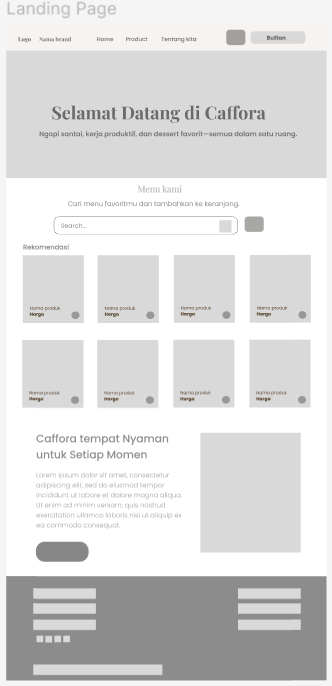 Landing Page
Logo Nama brand Home Product Tentang kita Button
Selamat Datang di Caffora
Ngopi santai, kerja produktif, dan dessert favorit—semua dalam satu ruang.
Menu kami
Cari menu favoritmu dan tambahkan ke keranjang.
Search...
Rekomendasi
Nama produk Nama produk Nama produk Nama produk
Harga Harga Harga Harga
Nama produk Nama produk Nama produk Nama produk
Harga Harga Harga Harga
Caffora tempat Nyaman
untuk Setiap Momen
Lorem ipsum dolor sit amet, consectetur
adipiscing elit, sed do eiusmod tempor
incididunt ut labore et dolore magna aliqua.
Ut enim ad minim veniam, quis nostrud
exercitation ullamco laboris nisi ut aliquip ex
ea commodo consequat.